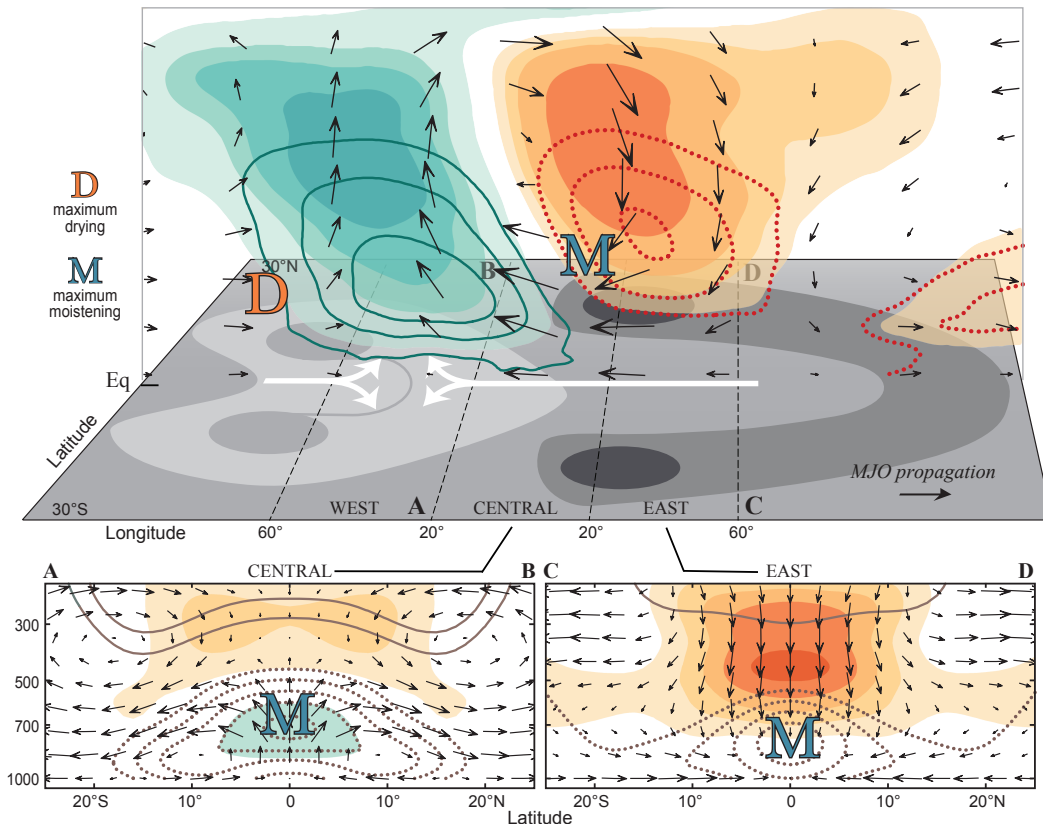 D
maximum
drying
M
maximum
moistening
30°N
B
D
D
M
Eq
Latitude
MJO propagation
30°S
WEST
A
CENTRAL
EAST
C
Longitude
60°
20°
20°
60°
A
CENTRAL
B
C
EAST
D
300
500
700
1000
M
M
20°S
10°
0
10°
20°N
20°S
10°
0
10°
20°N
Latitude